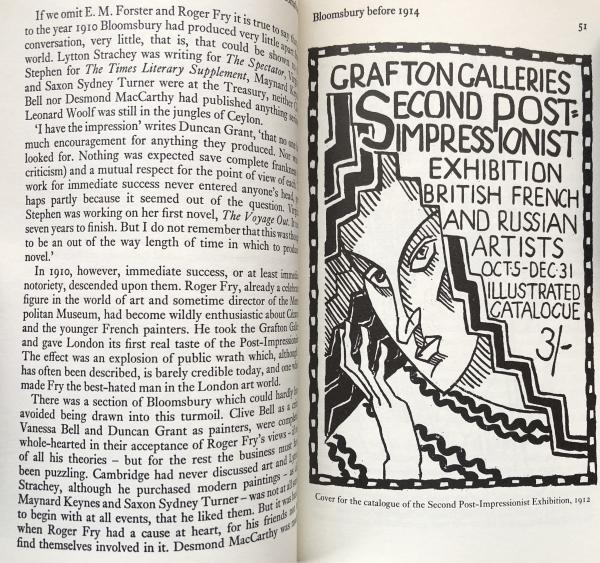 If we omit E. M. Forster and Roger Fry it is true to say
to the year 1910 Bloomsbury had produced very little apart
conversation, very little, that is, that could be shown
world. Lytton Strachey was writing for The Spectator,
Stephen for The Times Literary Supplement, Maynard
and Saxon Sydney Turner were at the Treasury, neither
Bell nor Desmond MacCarthy had published anything
Leonard Woolf was still in the jungles of Ceylon.
'I have the impression' writes Duncan Grant, 'that no one
much encouragement for anything they produced. Nor
looked for. Nothing was expected save complete frankness
criticism) and a mutual respect for the point of view of each
work for immediate success never entered anyone's head,
haps partly because it seemed out of the question.
Stephen was working on her first novel, The Voyage Out.
seven years to finish. But I do not remember that this was
to be an out of the way length of time in which to produce
novel.'
In 1910, however, immediate success, or at least
notoriety, descended upon them. Roger Fry, already a
figure in the world of art and sometime director of the
politan Museum, had become wildly enthusiastic about
and the younger French painters. He took the Grafton
and gave London its first real taste of the Post-Impressionists
The effect was an explosion of public wrath which, although
has often been described, is barely credible today, and
made Fry the best-hated man in the London art world.
There was a section of Bloomsbury which could hardly
avoided being drawn into this turmoil. Clive Bell as a
Vanessa Bell and Duncan Grant as painters, were
whole-hearted in their acceptance of Roger Fry's views –
of all his theories – but for the rest the business must
been puzzling. Cambridge had never discussed art and
Strachey, although he purchased modern paintings – as
Maynard Keynes and Saxon Sydney Turner – was not at all
to begin with at all events, that he liked them. But it was
when Roger Fry had a cause at heart, for his friends not
find themselves involved in it. Desmond MacCarthy was
Bloomsbury before 1914
51
GRAFTON GALLERIES
SECOND POST=
IMPRESSIONIST
EXHIBITION
BRITISH FRENCH
AND RUSSIAN
ARTISTS
OCT·5-DEC·31
ILLUSTRATED
CATALOGUE
3/-
Cover for the catalogue of the Second Post-Impressionist Exhibition, 1912